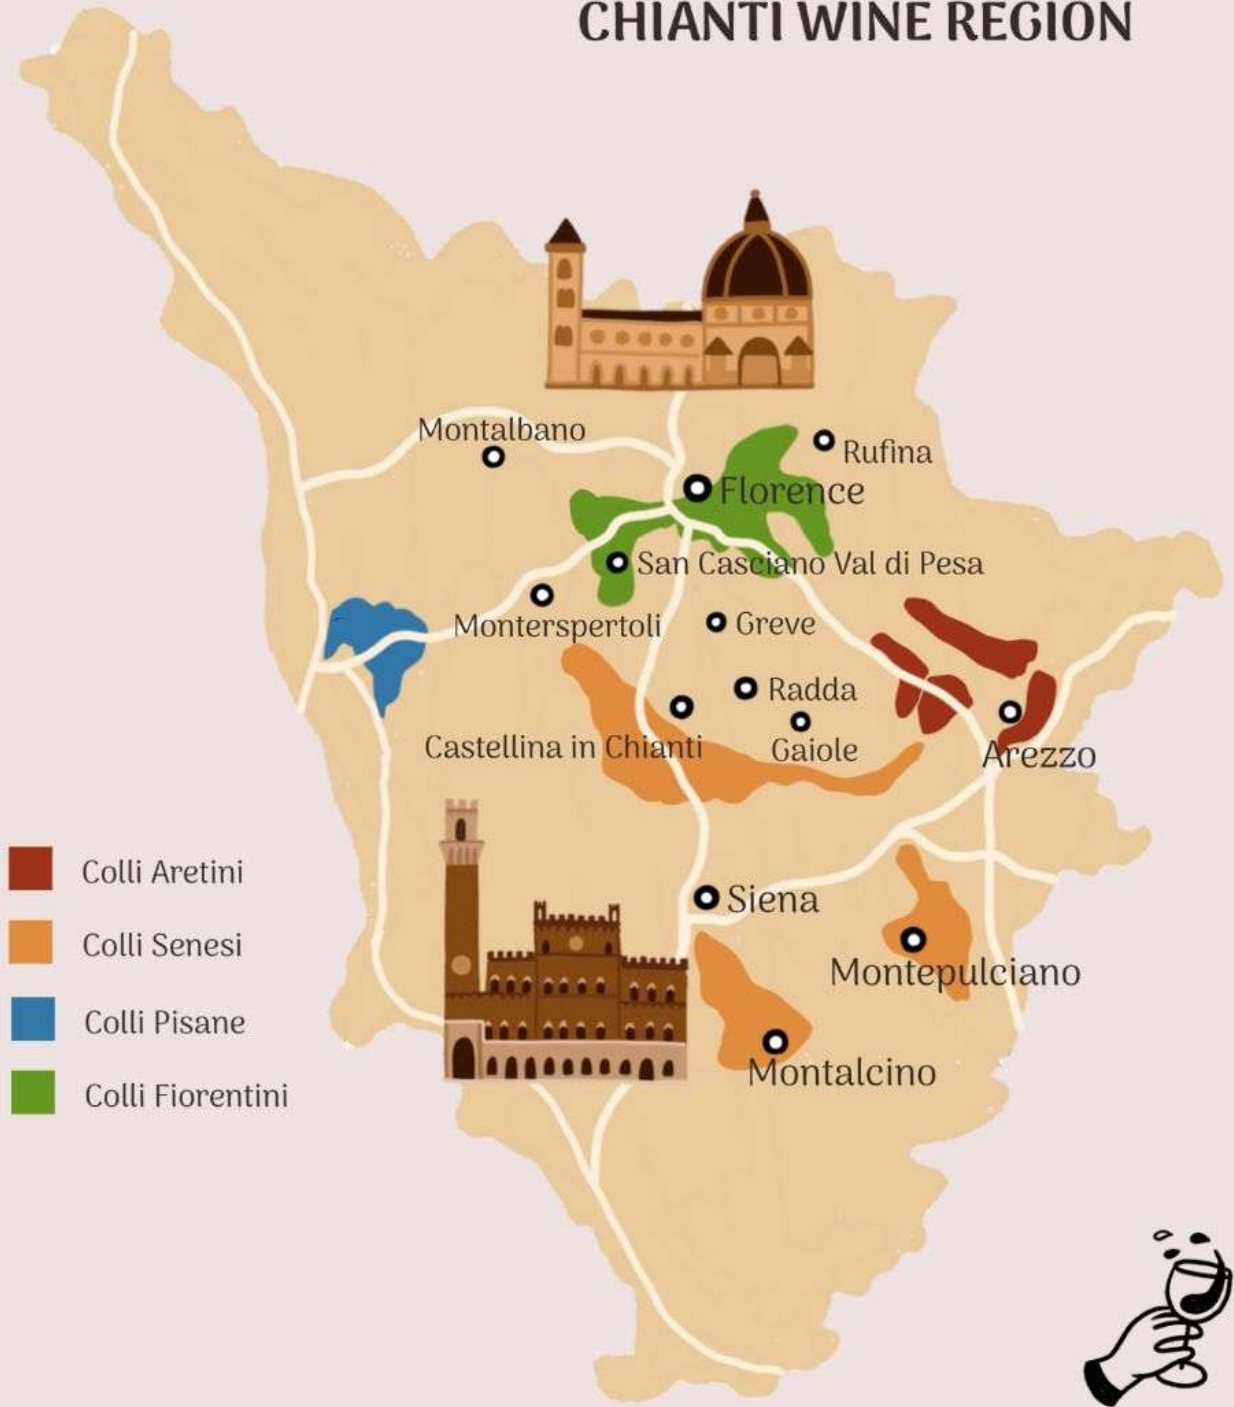 CHIANTI WINE REGION
Montalbano
Rufina
Florence
San Casciano Val di Pesa
Monterspertoli
Greve
Radda
Castellina in Chianti
Gaiole
Arezzo
Colli Aretini
Siena
Colli Senesi
Montepulciano
Colli Pisane
Montalcino
Colli Fiorentini